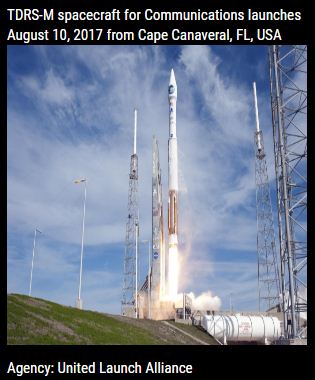 TDRS-M spacecraft for Communications launches
August 10, 2017 from Cape Canaveral, FL, USA
Agency: United Launch Alliance